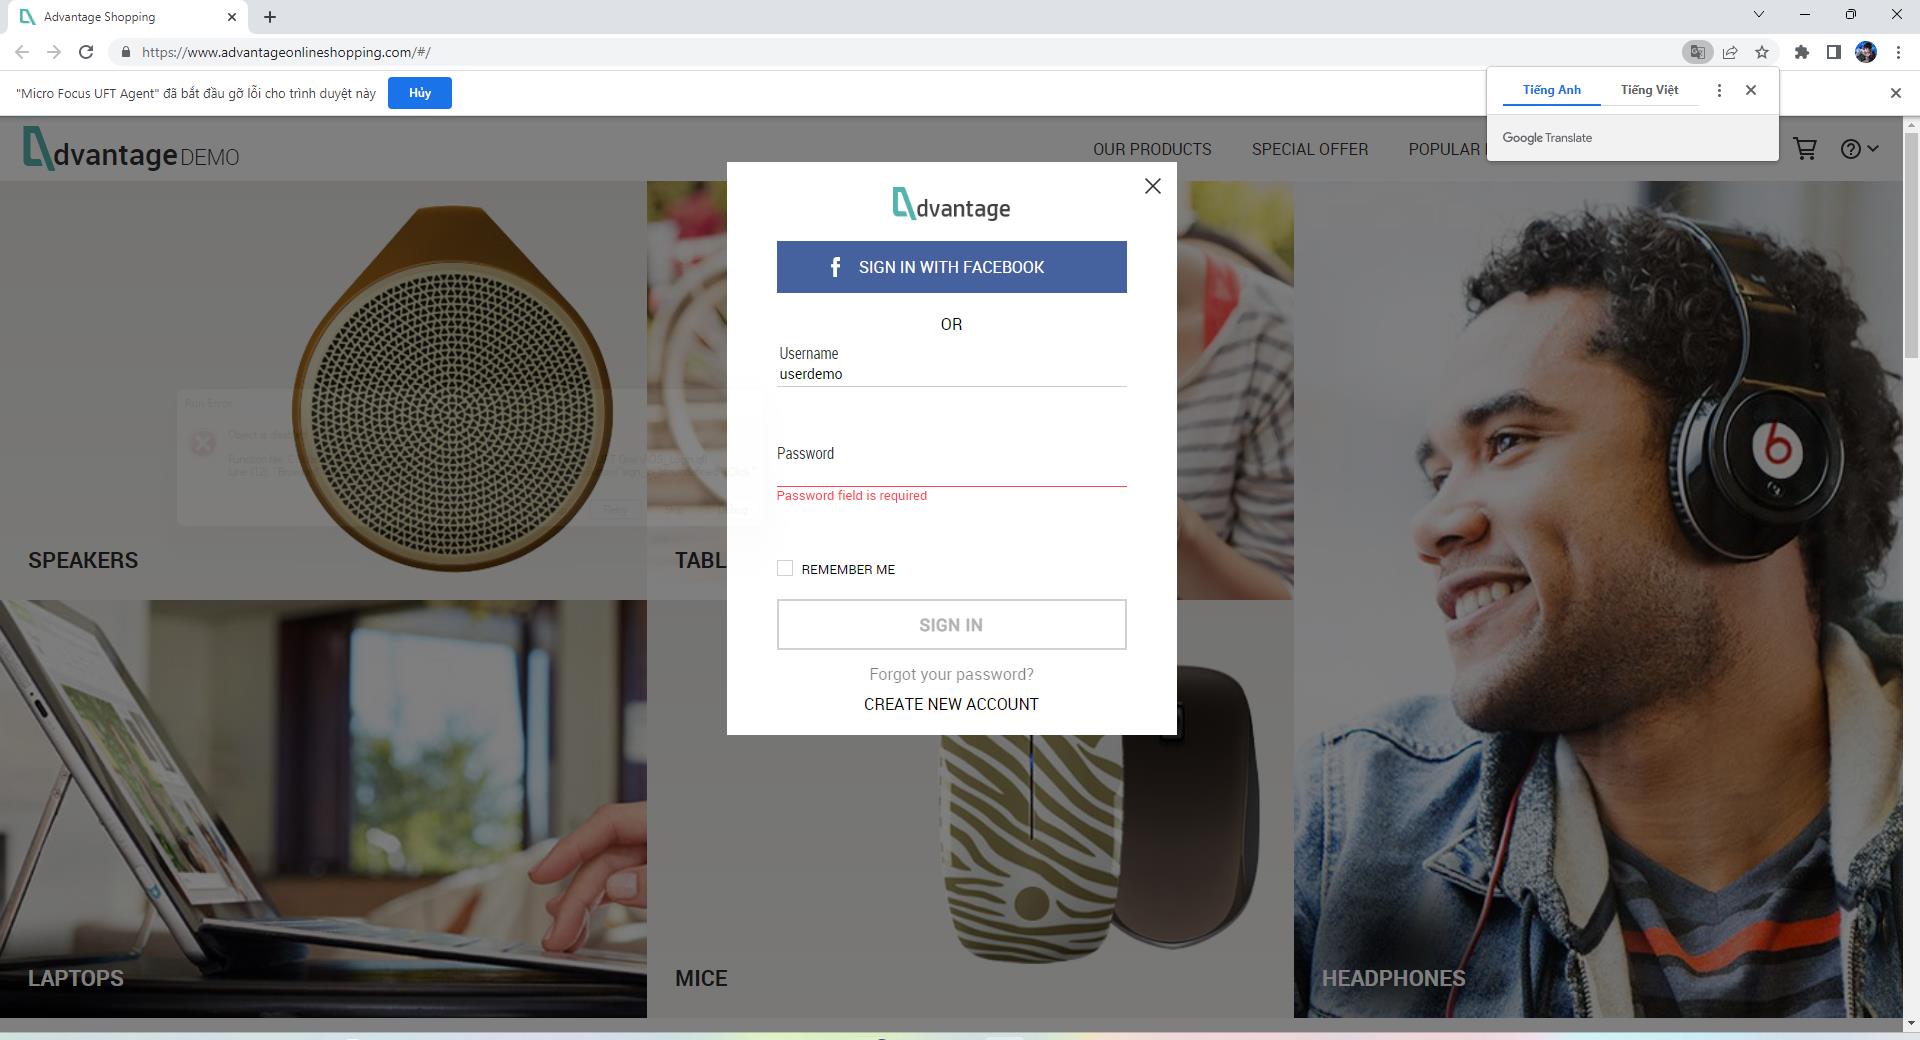 Advantage Shopping
https://www.advantageonlineshopping.com/#/
"Micro Focus UFT Agent" đã bắt đầu gỡ lỗi cho trình duyệt này
Hủy
Tiếng Anh
Tiếng Việt
Google Translate
dvantage DEMO
OUR PRODUCTS
SPECIAL OFFER
POPULAR
dvantage
SIGN IN WITH FACEBOOK
OR
Username
userdemo
Password
Password field is required
REMEMBER ME
SIGN IN
Forgot your password?
CREATE NEW ACCOUNT
Run Error
SPEAKERS
TABL
LAPTOPS
MICE
HEADPHONES